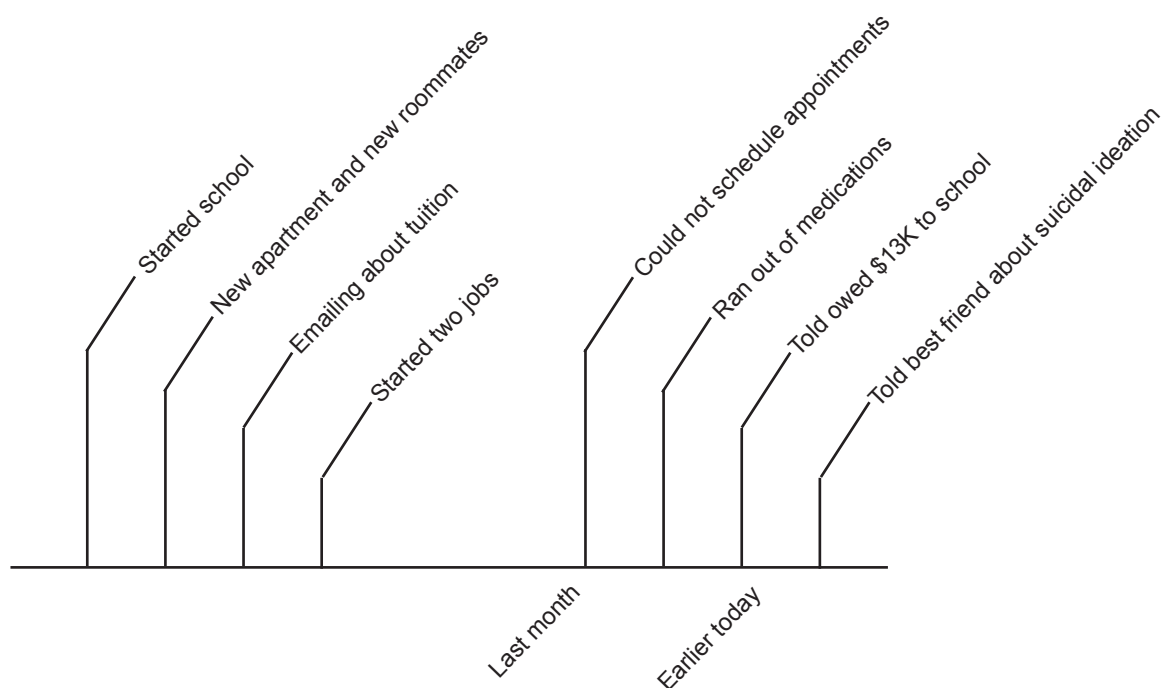 Started school
New apartment and new roommates
Emailing about tuition
Started two jobs
Could not schedule appointments
Ran out of medications
Told owed $13K to school
Told best friend about suicidal ideation
Last month
Earlier today